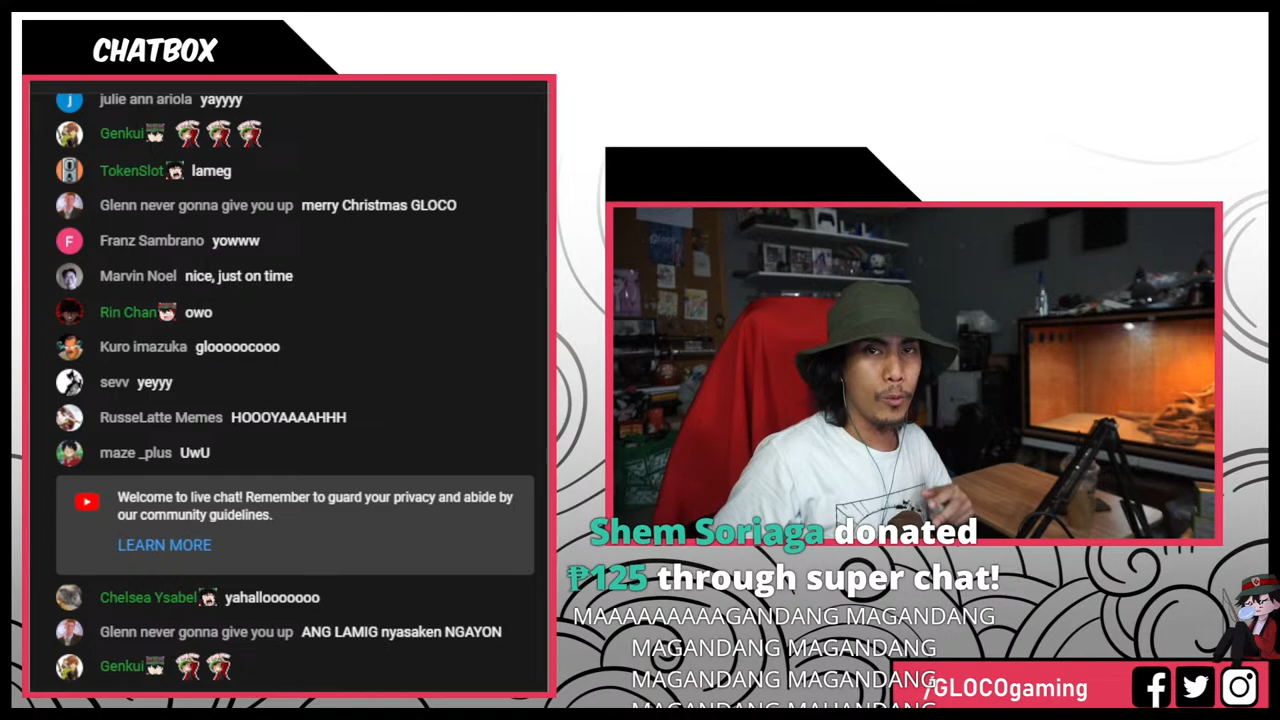 CHATBOX
julie ann ariola yayyyy
Genkui
TokenSlot lameg
Glenn never gonna give you up merry Christmas GLOCO
Franz Sambrano yowww
Marvin Noel nice, just on time
Rin Chan owo
Kuro imazuka glooooocooo
sevv yeyyy
RusseLatte Memes HOOOYAAAAHHH
maze _plus UwU
Welcome to live chat! Remember to guard your privacy and abide by
our community guidelines.
LEARN MORE
Chelsea Ysabel yahallooooooo
Glenn never gonna give you up ANG LAMIG nyasaken NGAYON
Genkui
Shem Soriaga donated
₱125 through super chat!
MAAAAAAAAAGANDANG MAGANDANG
MAGANDANG MAGANDANG
MAGANDANG MAGANDANG
/GLOCOgaming